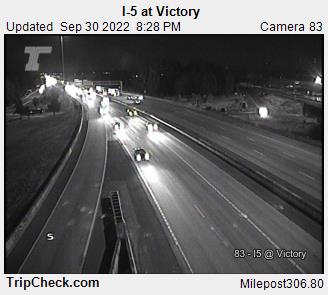 I-5 at Victory
Updated Sep 30 2022 8:28 PM Camera 83
T
S
83 - I5 @ Victory
TripCheck.com Milepost306.80